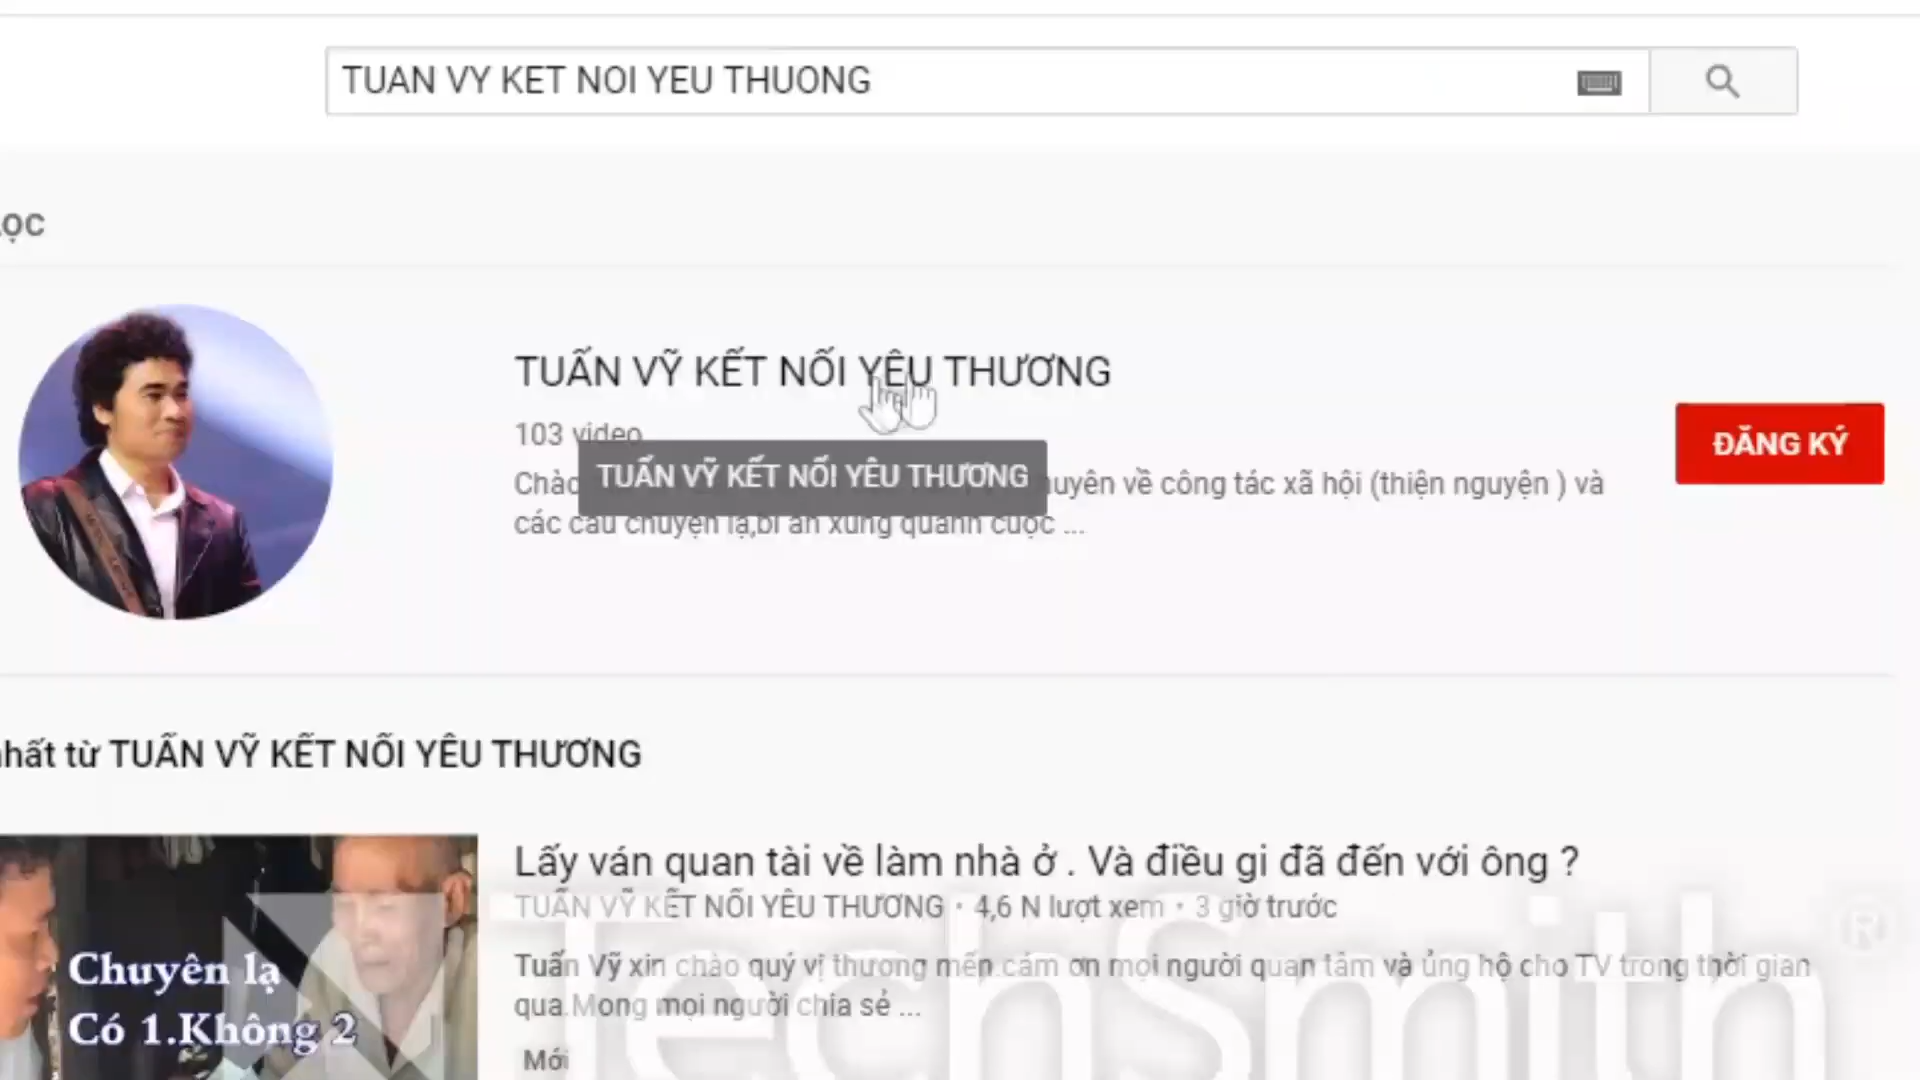 TUAN VY KET NOI YEU THUONG
ỌC
TUẤN VỸ KẾT NỐI YÊU THƯƠNG
103 video
ĐĂNG KÝ
TUẤN VỸ KẾT NỐI YÊU THƯƠNG
Chào về công tác xã hội (thiện nguyện ) và
các câu chuyện lạ,bí ẩn xung quanh cuộc ...
nhất từ TUẤN VỸ KẾT NỐI YÊU THƯƠNG
Lấy ván quan tài về làm nhà ở . Và điều gi đã đến với ông ?
TUẤN VỸ KẾT NỐI YÊU THƯƠNG • 4,6 N lượt xem • 3 giờ trước
Tuấn Vỹ xin chào quý vị thương mến.cám ơn mọi người quan tâm và ủng hộ cho TV trong thời gian
qua.Mong mọi người chia sẻ ...
Mới
Chuyên lạ
Có 1.Không 2
TechSmith®